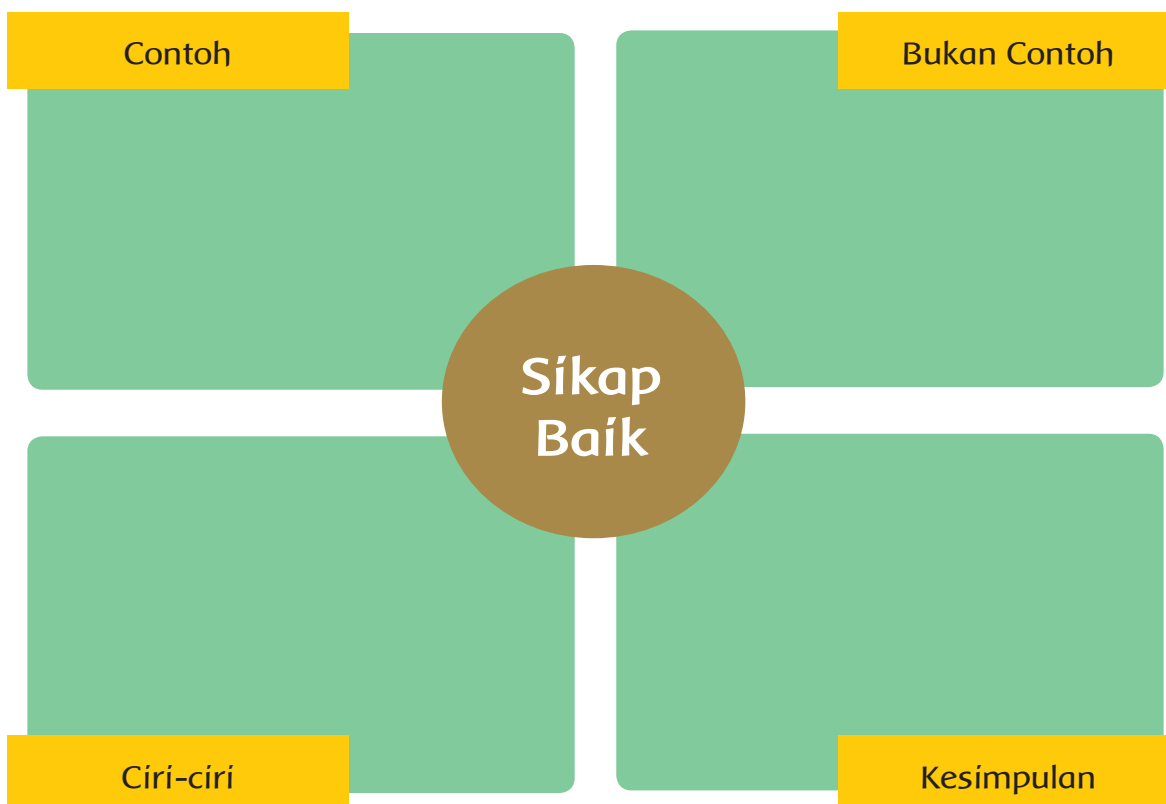 Contoh
Bukan Contoh
Sikap
Baik
Ciri-ciri
Kesimpulan